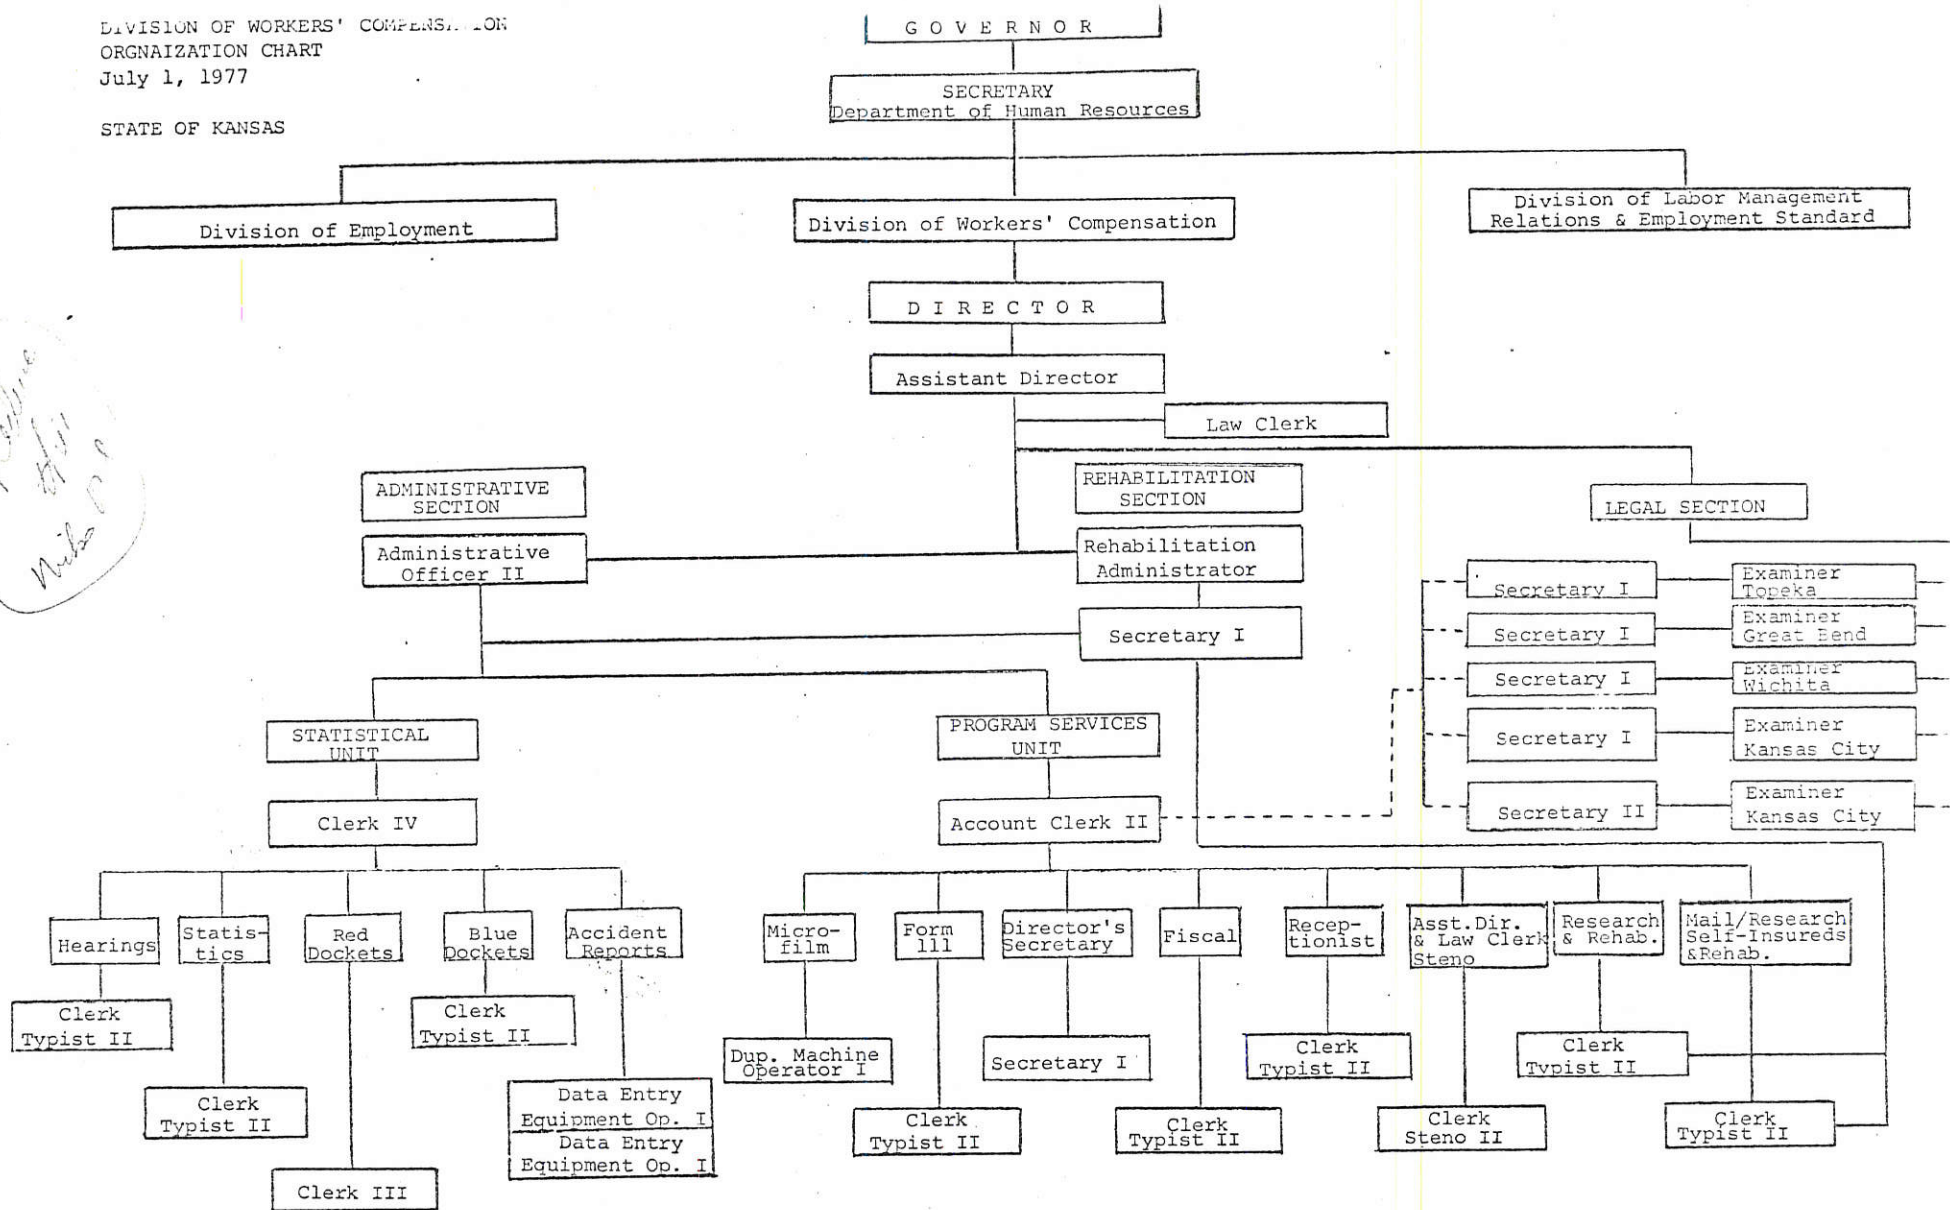 DIVISION OF WORKERS' COMPENSATION
ORGNAIZATION CHART
July 1, 1977
STATE OF KANSAS
GOVERNOR
SECRETARY
Department of Human Resources
Division of Employment
Division of Workers' Compensation
Division of Labor Management
Relations & Employment Standard
DIRECTOR
Assistant Director
Law Clerk
ADMINISTRATIVE
SECTION
REHABILITATION
SECTION
LEGAL SECTION
Administrative
Officer II
Rehabilitation
Administrator
Secretary I
Secretary I
Examiner
Topeka
Secretary I
Examiner
Great Bend
Secretary I
Examiner
Wichita
Secretary I
Examiner
Kansas City
Secretary II
Examiner
Kansas City
STATISTICAL
UNIT
PROGRAM SERVICES
UNIT
Clerk IV
Account Clerk II
Hearings
Statis-
tics
Red
Dockets
Blue
Dockets
Accident
Reports
Micro-
film
Form
111
Director's
Secretary
Fiscal
Recep-
tionist
Asst.Dir.
& Law Clerk
Steno
Research
& Rehab.
Mail/Research
Self-Insureds
&Rehab.
Clerk
Typist II
Clerk
Typist II
Clerk III
Clerk
Typist II
Data Entry
Equipment Op. I
Data Entry
Equipment Op. I
Dup. Machine
Operator I
Clerk
Typist II
Secretary I
Clerk
Typist II
Clerk
Typist II
Clerk
Steno II
Clerk
Typist II
Clerk
Typist II